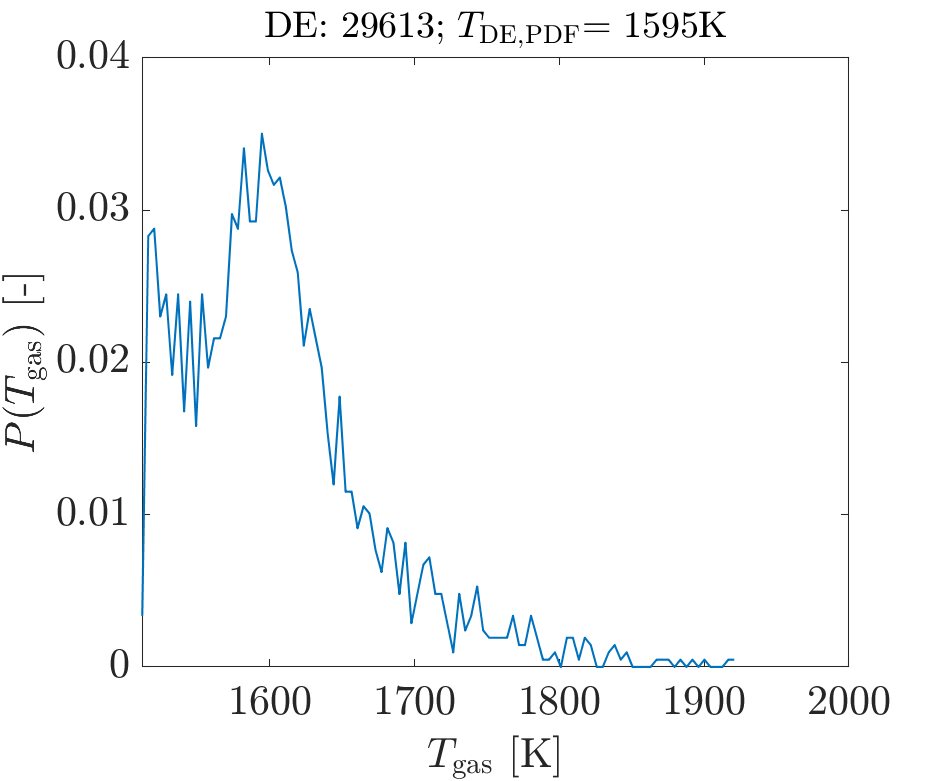 DE: 29613; T_DE,PDF= 1595K
0.04
0.03
0.02
0.01
0
P(T_gas) [-]
1600 1700 1800 1900 2000
T_gas [K]